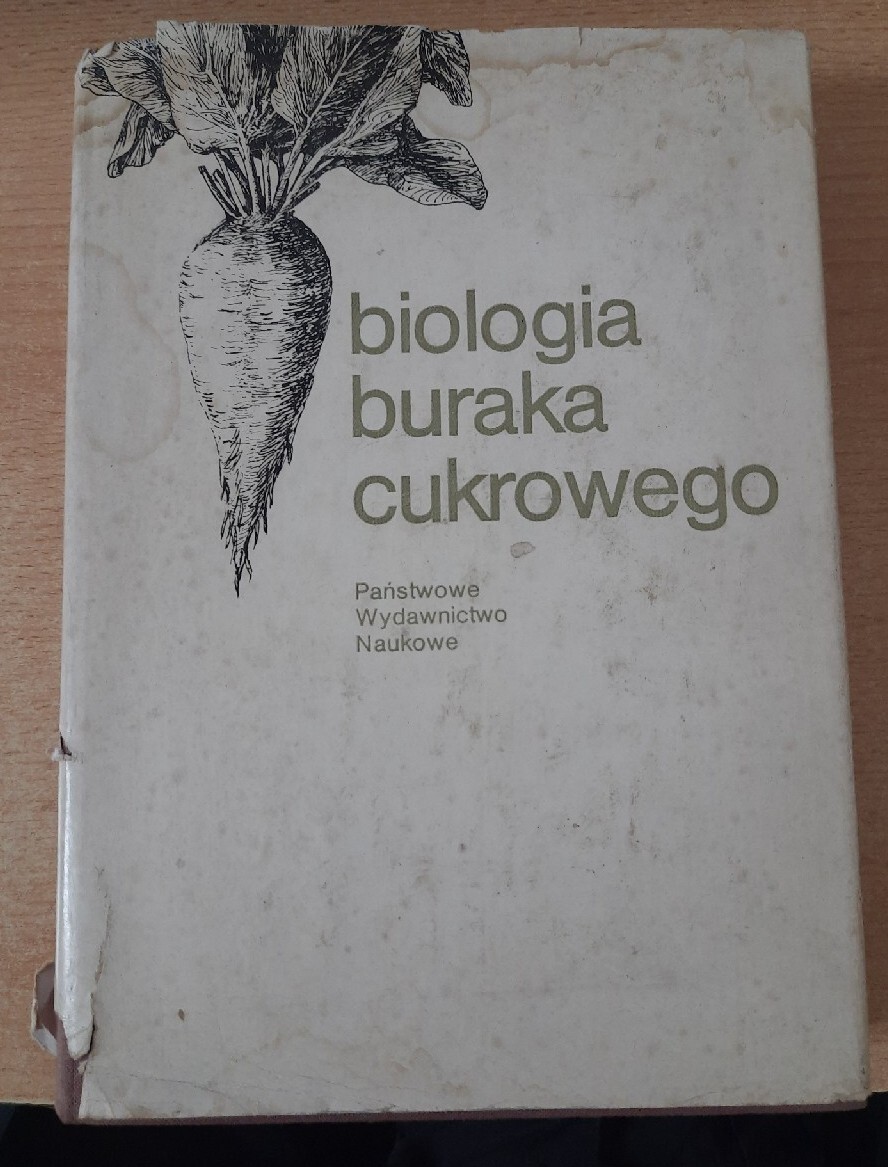 biologia
buraka
cukrowego
Państwowe
Wydawnictwo
Naukowe